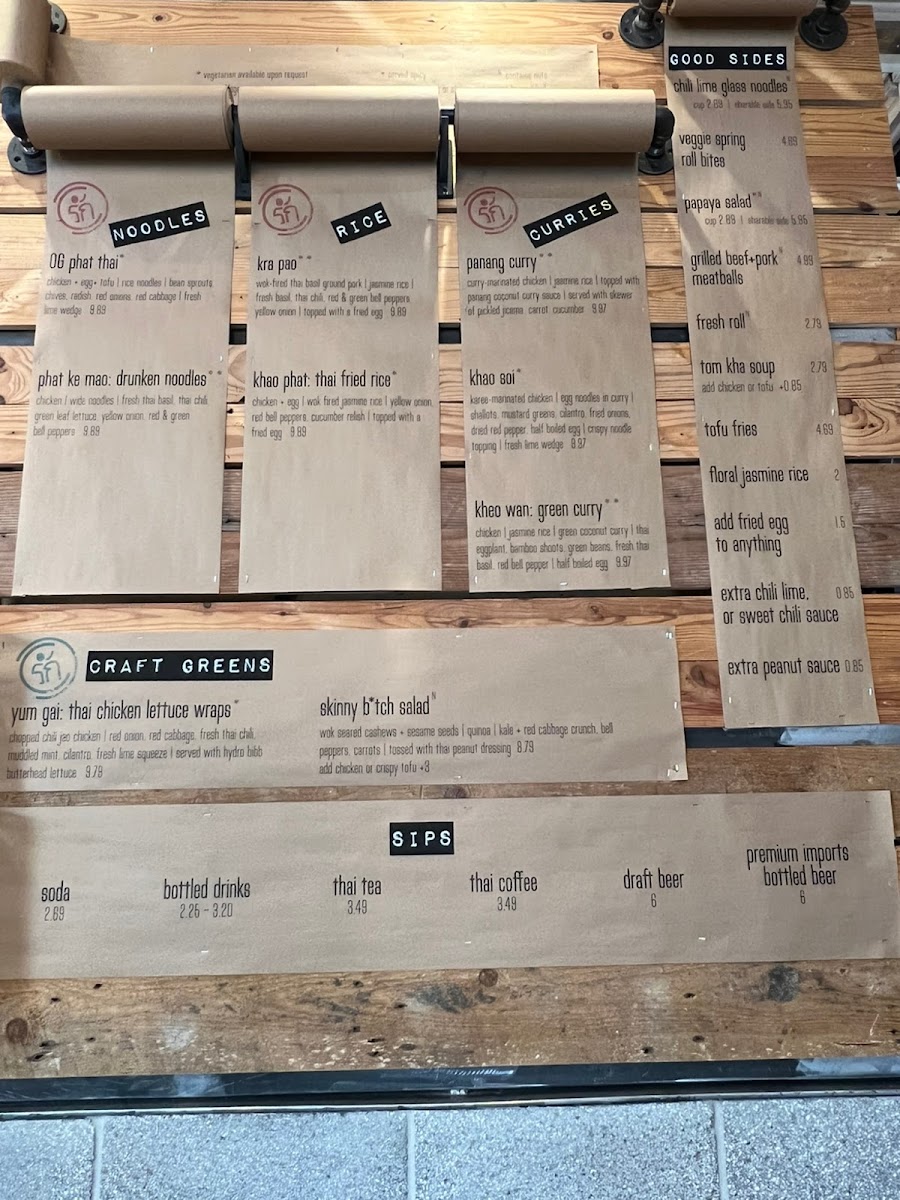 * vegetarian available upon request
NOODLES
OG phat thai*
chicken + egg + tofu | rice noodles | bean sprouts
chives, radish, red onions, red cabbage | fresh
lime wedge 9.89
phat ke mao: drunken noodles**
chicken | wide noodles | fresh thai basil, thai chili,
green leaf lettuce, yellow onion, red & green
bell peppers 9.89
RICE
kra pao**
wok-fired thai basil ground pork | jasmine rice |
fresh basil, thai chili, red & green bell peppers,
yellow onion | topped with a fried egg 9.89
khao phat: thai fried rice*
chicken + egg | wok fired jasmine rice | yellow onion,
red bell peppers, cucumber relish | topped with a
fried egg 9.89
CURRIES
panang curry**
curry-marinated chicken | jasmine rice | topped with
panang coconut curry sauce | served with skewer
of pickled jicama, carrot, cucumber 9.97
khao soi*
karee-marinated chicken | egg noodles in curry |
shallots, mustard greens, cilantro, fried onions,
dried red pepper, half boiled egg | crispy noodle
topping | fresh lime wedge 9.97
kheo wan: green curry**
chicken | jasmine rice | green coconut curry | thai
eggplant, bamboo shoots, green beans, fresh thai
basil, red bell pepper | half boiled egg 9.97
GOOD SIDES
chili lime glass noodles*
cup 2.89 | sharable side 5.95
veggie spring 4.89
roll bites
papaya salad*N
cup 2.89 | sharable side 5.95
grilled beef+pork N 4.89
meatballs
fresh roll N 2.79
tom kha soup 2.79
add chicken or tofu +0.85
tofu fries 4.69
floral jasmine rice 2
add fried egg 1.5
to anything
extra chili lime, 0.85
or sweet chili sauce
extra peanut sauce 0.85
CRAFT GREENS
yum gai: thai chicken lettuce wraps*
chopped chili jao chicken | red onion, red cabbage, fresh thai chili,
muddled mint, cilantro, fresh lime squeeze | served with hydro bibb
butterhead lettuce 9.79
skinny b*tch salad N
wok seared cashews + sesame seeds | quinoa | kale + red cabbage crunch, bell
peppers, carrots | tossed with thai peanut dressing 8.79
add chicken or crispy tofu +3
SIPS
soda
2.69
bottled drinks
2.25 - 3.20
thai tea
3.49
thai coffee
3.49
draft beer
6
premium imports
bottled beer
6